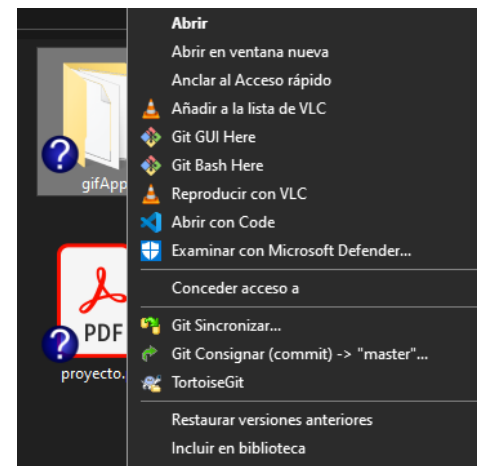 Abrir
Abrir en ventana nueva
Anclar al Acceso rápido
Añadir a la lista de VLC
Git GUI Here
Git Bash Here
Reproducir con VLC
Abrir con Code
Examinar con Microsoft Defender...
Conceder acceso a
Git Sincronizar...
Git Consignar (commit) -> "master"...
TortoiseGit
Restaurar versiones anteriores
Incluir en biblioteca
gifApp
PDF
proyecto.